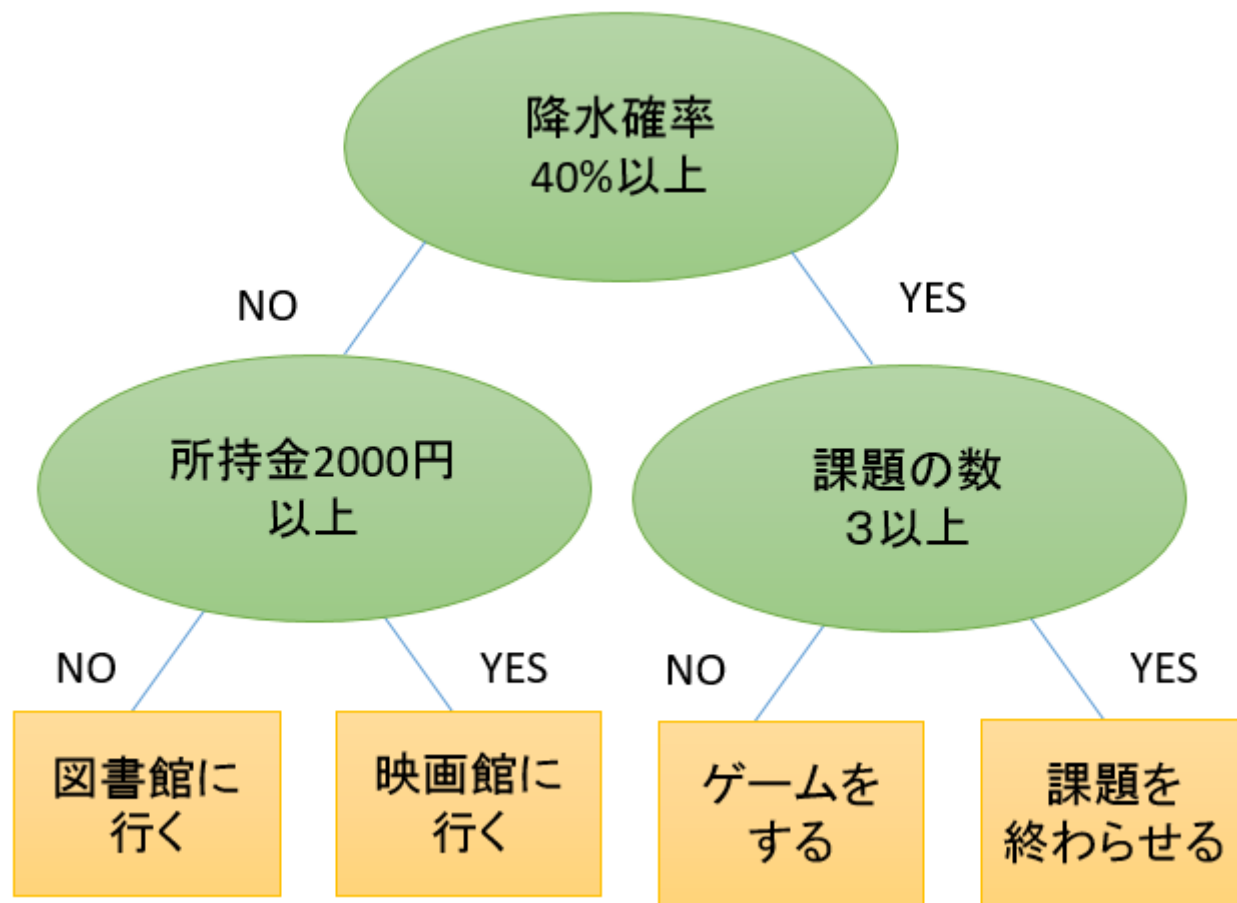 降水確率
40%以上
NO
YES
所持金2000円
以上
課題の数
３以上
NO
YES
NO
YES
図書館に
行く
映画館に
行く
ゲームを
する
課題を
終わらせる